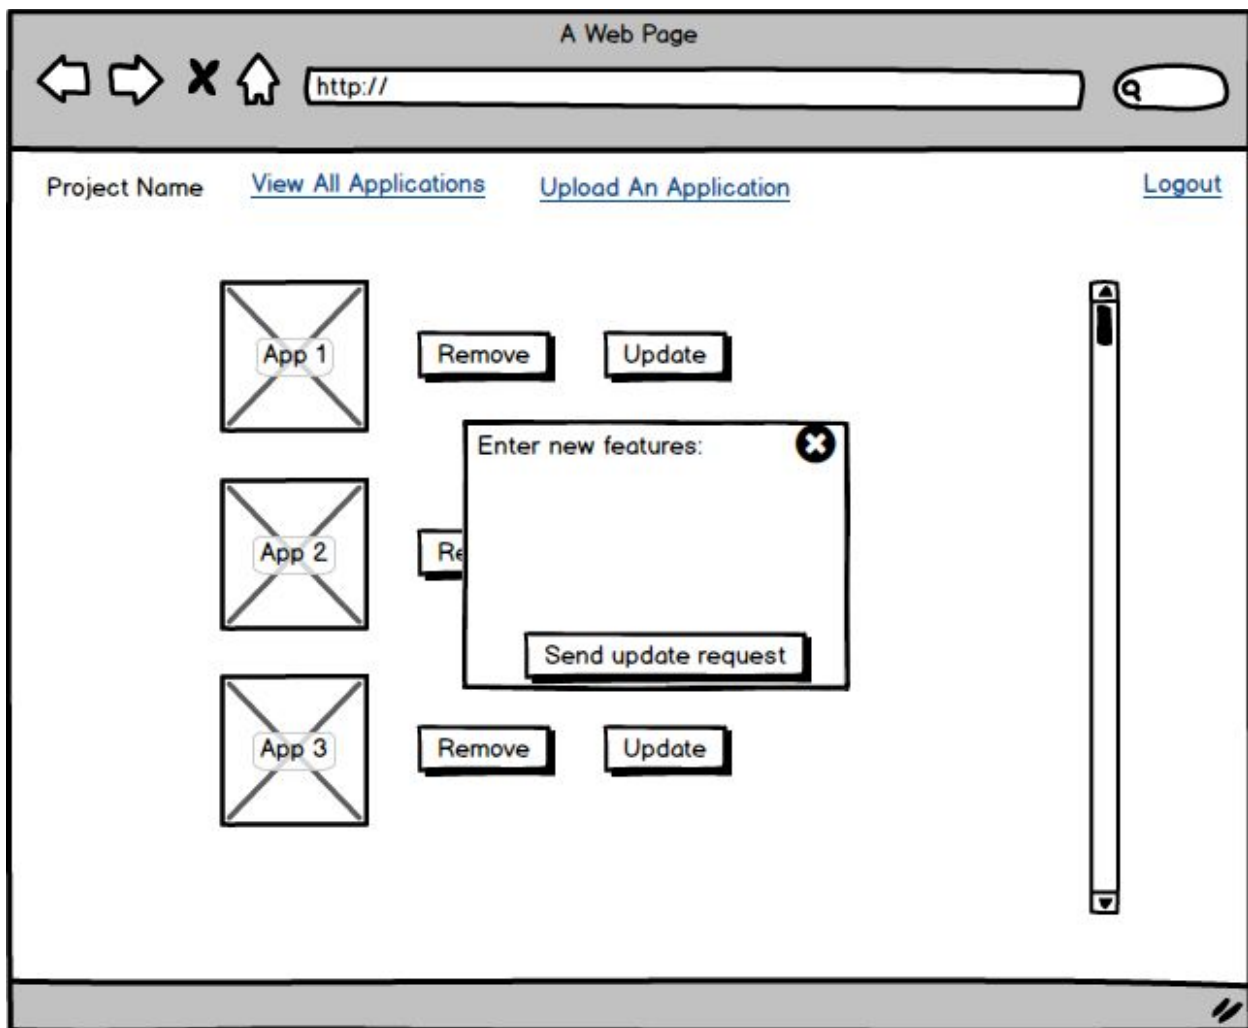 A Web Page
http://
Project Name View All Applications Upload An Application Logout
App 1 Remove Update
Enter new features:
App 2 Re
Send update request
App 3 Remove Update